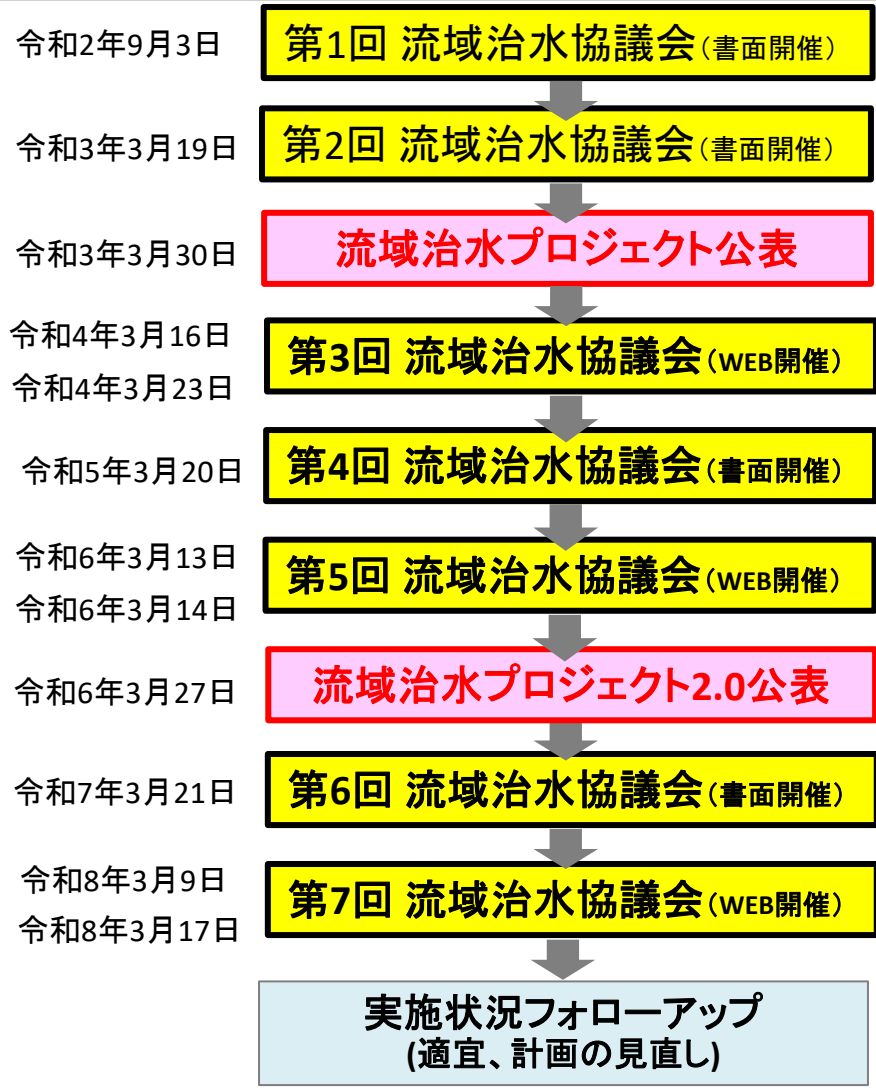 令和2年9月3日
第1回 流域治水協議会(書面開催)
令和3年3月19日
第2回 流域治水協議会(書面開催)
令和3年3月30日
流域治水プロジェクト公表
令和4年3月16日
令和4年3月23日
第3回 流域治水協議会(WEB開催)
令和5年3月20日
第4回 流域治水協議会(書面開催)
令和6年3月13日
令和6年3月14日
第5回 流域治水協議会(WEB開催)
令和6年3月27日
流域治水プロジェクト2.0公表
令和7年3月21日
第6回 流域治水協議会(書面開催)
令和8年3月9日
令和8年3月17日
第7回 流域治水協議会(WEB開催)
実施状況フォローアップ
(適宜、計画の見直し)